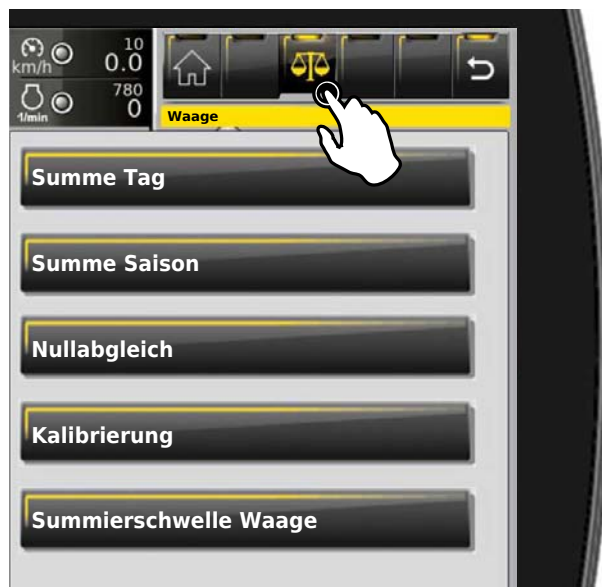 10
km/h 0.0
780
1/min 0
Waage
Summe Tag
Summe Saison
Nullabgleich
Kalibrierung
Summierschwelle Waage